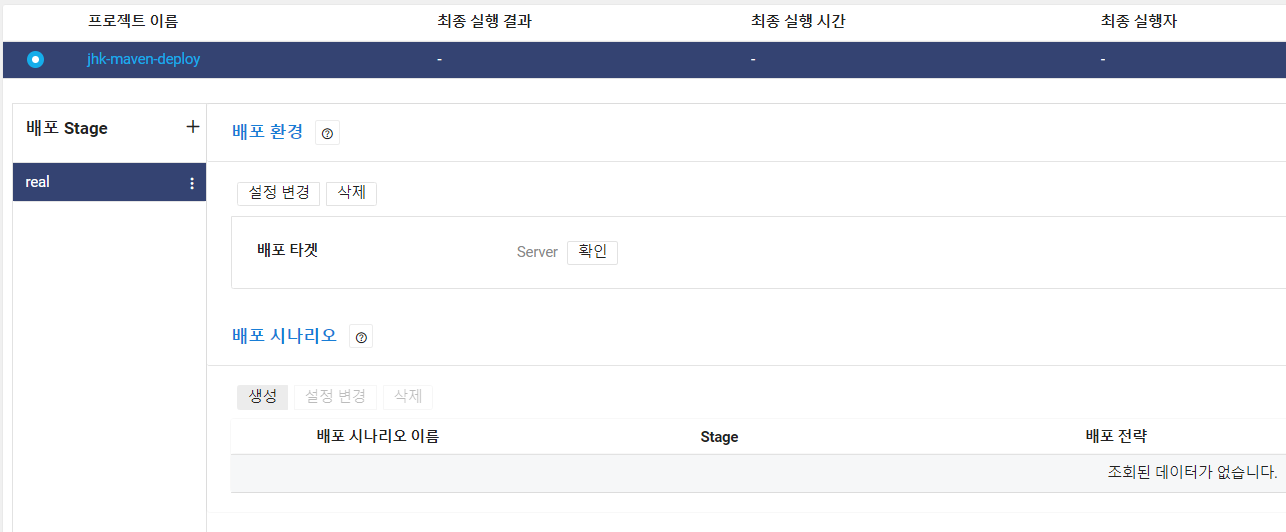 프로젝트 이름 최종 실행 결과 최종 실행 시간 최종 실행자
jhk-maven-deploy - - -
배포 Stage +
배포 환경 ?
real
설정 변경 삭제
배포 타겟 Server 확인
배포 시나리오 ?
생성 설정 변경 삭제
배포 시나리오 이름 Stage 배포 전략
조회된 데이터가 없습니다.